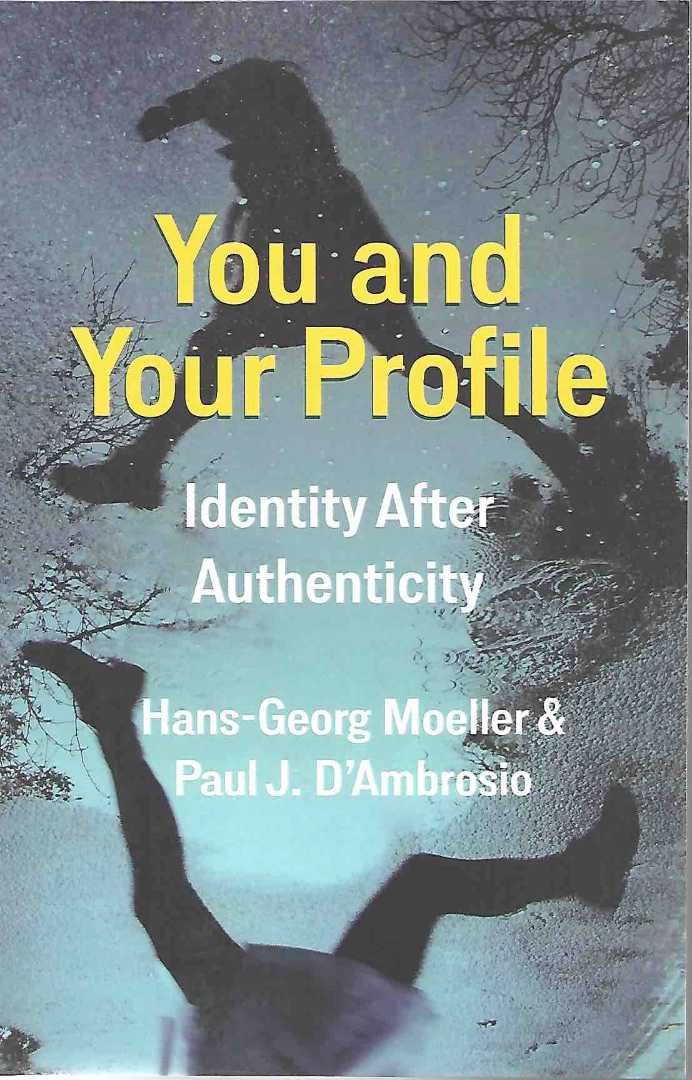 You and
Your Profile
Identity After
Authenticity
Hans-Georg Moeller &
Paul J. D'Ambrosio